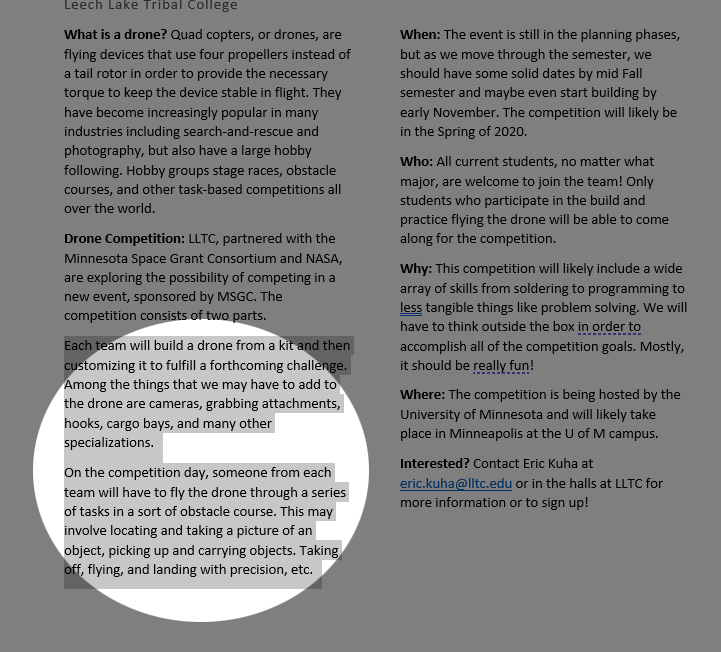 Leech Lake Tribal College
What is a drone? Quad copters, or drones, are
flying devices that use four propellers instead of
a tail rotor in order to provide the necessary
torque to keep the device stable in flight. They
have become increasingly popular in many
industries including search-and-rescue and
photography, but also have a large hobby
following. Hobby groups stage races, obstacle
courses, and other task-based competitions all
over the world.
Drone Competition: LLTC, partnered with the
Minnesota Space Grant Consortium and NASA,
are exploring the possibility of competing in a
new event, sponsored by MSGC. The
competition consists of two parts.
Each team will build a drone from a kit and then
customizing it to fulfill a forthcoming challenge.
Among the things that we may have to add to
the drone are cameras, grabbing attachments,
hooks, cargo bays, and many other
specializations.
On the competition day, someone from each
team will have to fly the drone through a series
of tasks in a sort of obstacle course. This may
involve locating and taking a picture of an
object, picking up and carrying objects. Taking
off, flying, and landing with precision, etc.
When: The event is still in the planning phases,
but as we move through the semester, we
should have some solid dates by mid Fall
semester and maybe even start building by
early November. The competition will likely be
in the Spring of 2020.
Who: All current students, no matter what
major, are welcome to join the team! Only
students who participate in the build and
practice flying the drone will be able to come
along for the competition.
Why: This competition will likely include a wide
array of skills from soldering to programming to
less tangible things like problem solving. We will
have to think outside the box in order to
accomplish all of the competition goals. Mostly,
it should be really fun!
Where: The competition is being hosted by the
University of Minnesota and will likely take
place in Minneapolis at the U of M campus.
Interested? Contact Eric Kuha at
eric.kuha@lltc.edu or in the halls at LLTC for
more information or to sign up!